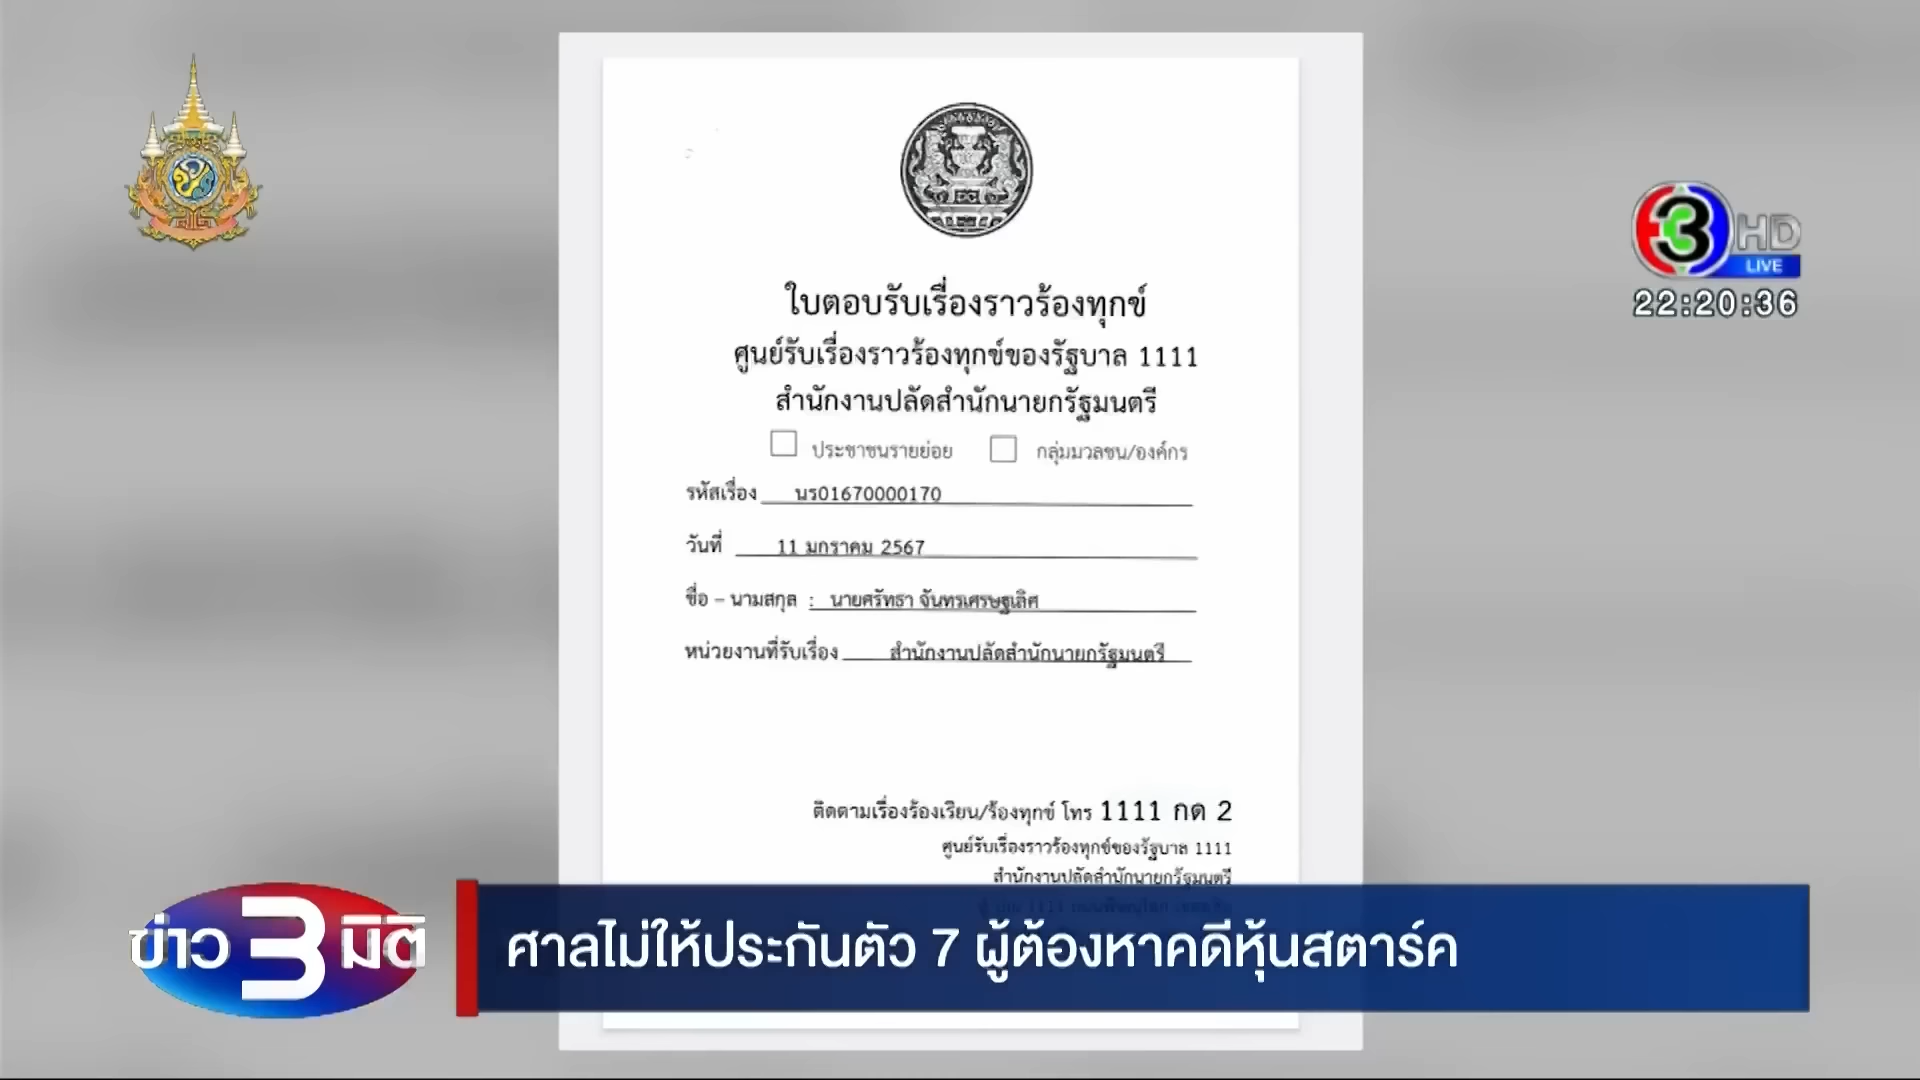 3 HD
LIVE
22:20:36
ใบตอบรับเรื่องราวร้องทุกข์
ศูนย์รับเรื่องราวร้องทุกข์ของรัฐบาล 1111
สำนักงานปลัดสำนักนายกรัฐมนตรี
ประชาชนรายย่อย กลุ่มมวลชน/องค์กร
รหัสเรื่อง นร01670000170
วันที่ 11 มกราคม 2567
ชื่อ – นามสกุล : นายศรัทธา จันทรเศรษฐเลิศ
หน่วยงานที่รับเรื่อง สำนักงานปลัดสำนักนายกรัฐมนตรี
ติดตามเรื่องร้องเรียน/ร้องทุกข์ โทร 1111 กด 2
ศูนย์รับเรื่องราวร้องทุกข์ของรัฐบาล 1111
สำนักงานปลัดสำนักนายกรัฐมนตรี
ข่าว 3 มิติ
ศาลไม่ให้ประกันตัว 7 ผู้ต้องหาคดีหุ้นสตาร์ค